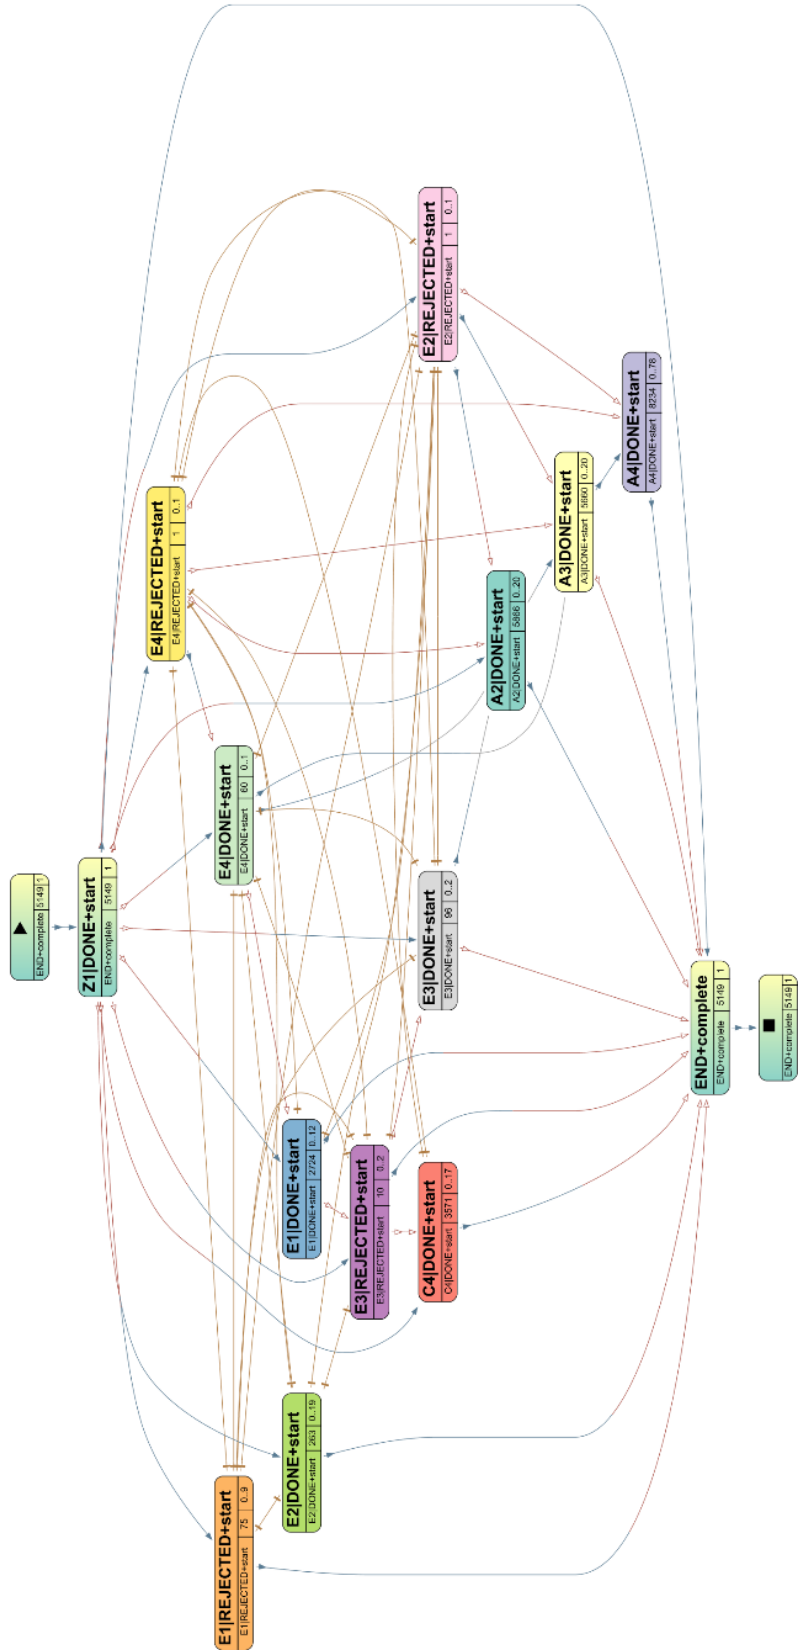 END+complete 5149 1
Z1|DONE+start
END+complete 5149 1
E4|REJECTED+start
E4|REJECTED+start 1 0..1
E2|REJECTED+start
E2|REJECTED+start 1 0..1
E4|DONE+start
E4|DONE+start 60 0..1
A4|DONE+start
A4|DONE+start 8234 0..78
A3|DONE+start
A3|DONE+start 5660 0..20
A2|DONE+start
A2|DONE+start 5866 0..20
E3|DONE+start
E3|DONE+start 96 0..2
E1|DONE+start
E1|DONE+start 2724 0..12
E3|REJECTED+start
E3|REJECTED+start 10 0..2
C4|DONE+start
C4|DONE+start 3571 0..17
E2|DONE+start
E2|DONE+start 263 0..19
E1|REJECTED+start
E1|REJECTED+start 75 0..9
END+complete
END+complete 5149 1
END+complete 5149 1